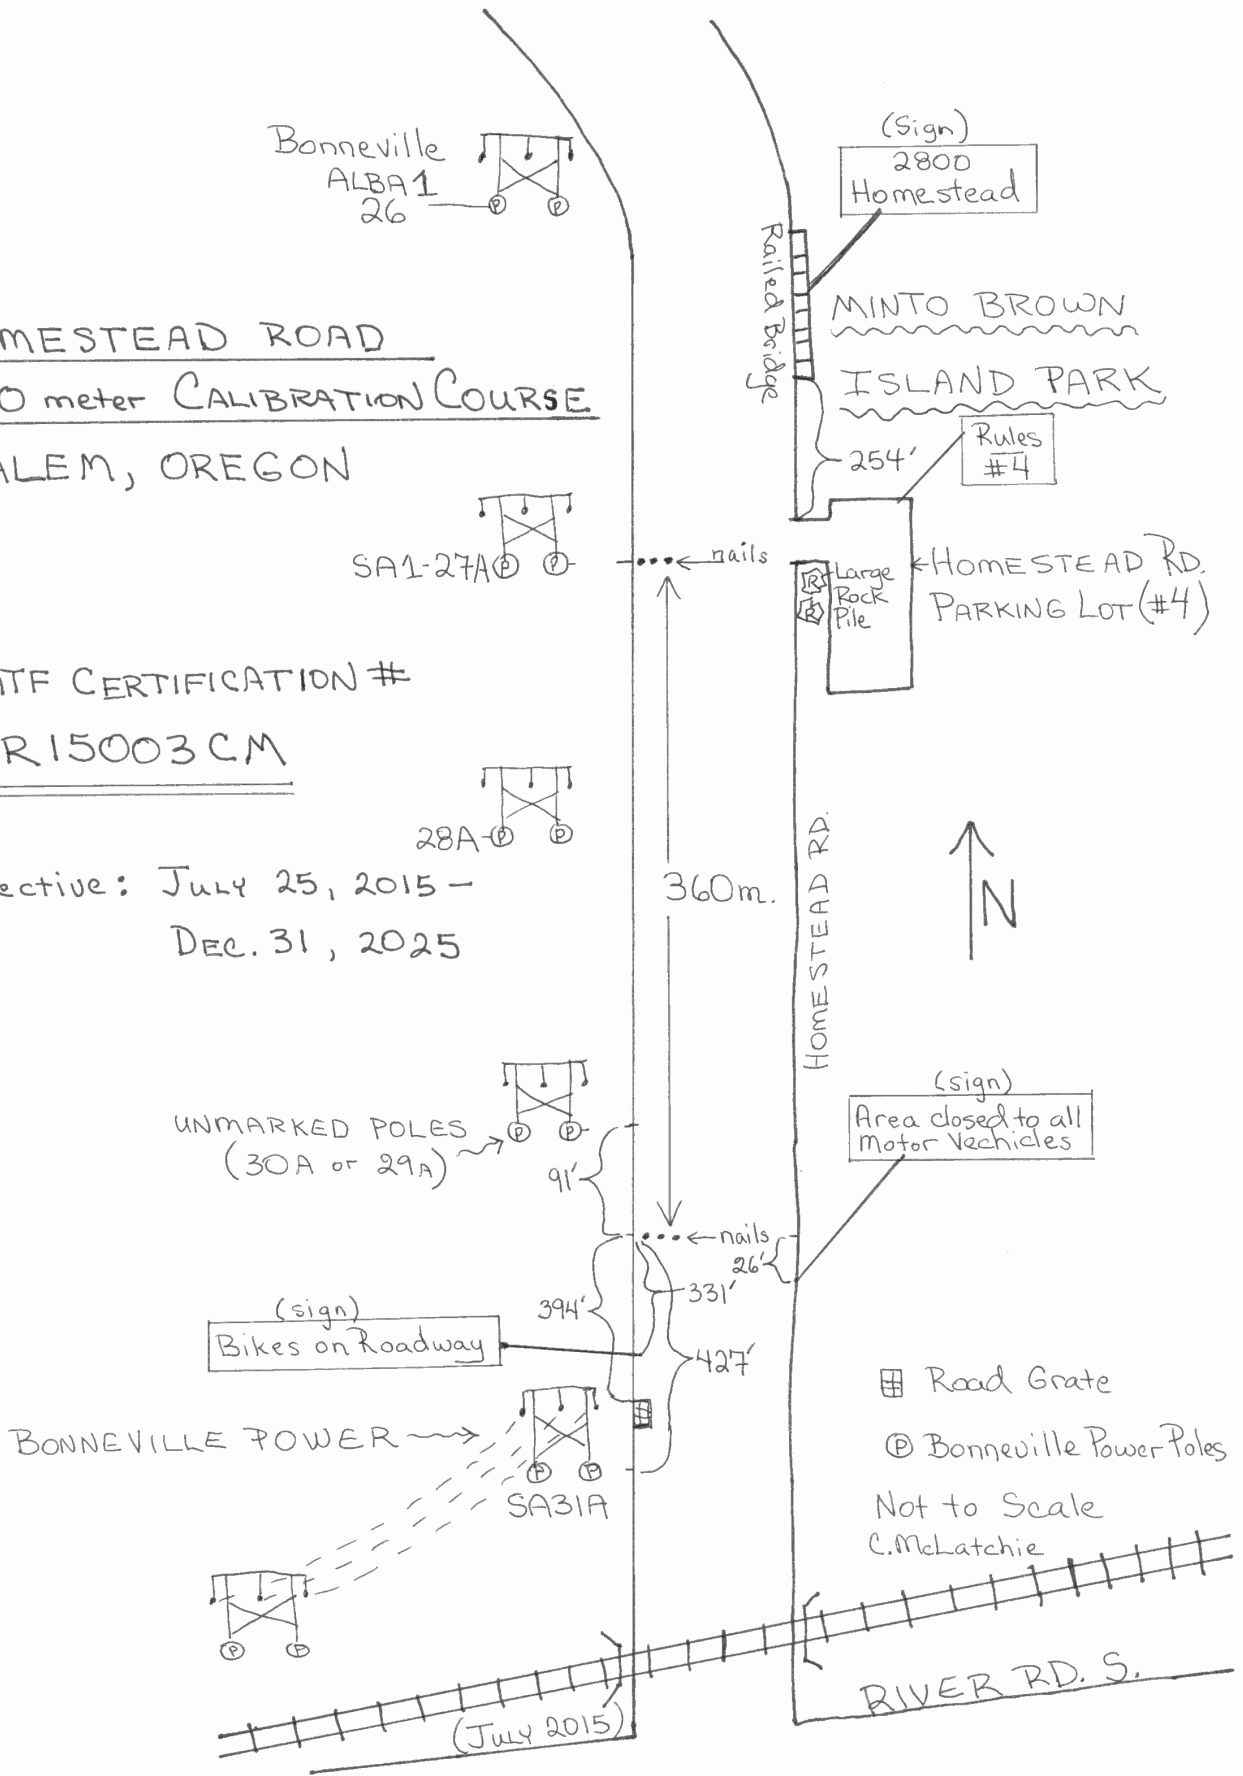 (Sign)
2800
Homestead
Bonneville
ALBA1
26
Railed Bridge
MINTO BROWN
ISLAND PARK
MESTEAD ROAD
0 meter CALIBRATION COURSE
ALEM, OREGON
254'
Rules
#4
SA1-27A P P
nails
R
R
Large
Rock
Pile
HOMESTEAD RD.
PARKING LOT (#4)
TF CERTIFICATION #
R15003CM
28A P P
ective: JULY 25, 2015 -
DEC. 31, 2025
360m.
HOMESTEAD RD.
N
UNMARKED POLES
(30A or 29A)
P P
91'
(sign)
Area closed to all
Motor Vechicles
nails
26'
331'
394'
427'
(sign)
Bikes on Roadway
BONNEVILLE POWER
P P
SA31A
Road Grate
P Bonneville Power Poles
Not to Scale
C. McLatchie
P P
(JULY 2015)
RIVER RD. S.
P P